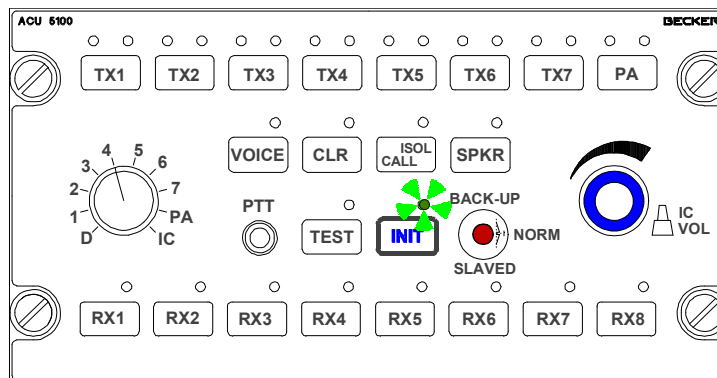 ACU 5100 BECKER
TX1 TX2 TX3 TX4 TX5 TX6 TX7 PA
VOICE CLR ISOL CALL SPKR
4 5
3 6
2 7
1 PA
D IC
PTT
TEST
INIT
BACK-UP
NORM
SLAVED
IC
VOL
RX1 RX2 RX3 RX4 RX5 RX6 RX7 RX8